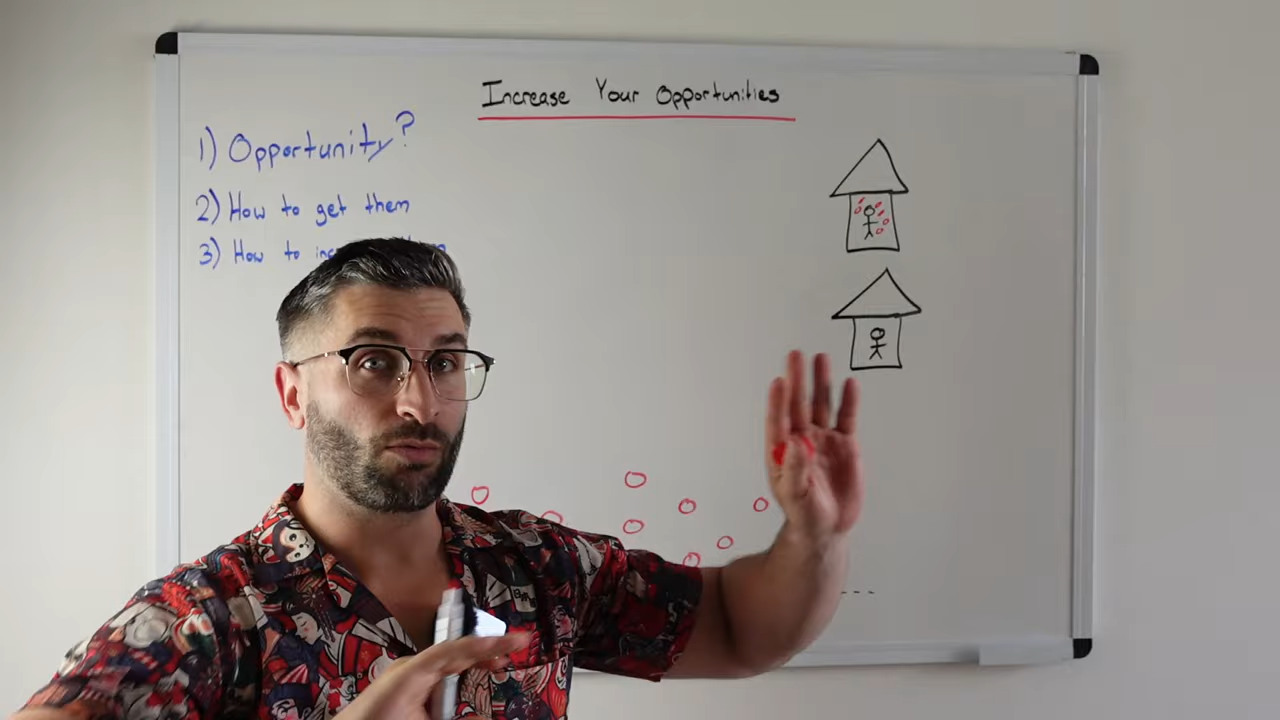 Increase Your Opportunities
1) Opportunity?
2) How to get them
3) How to